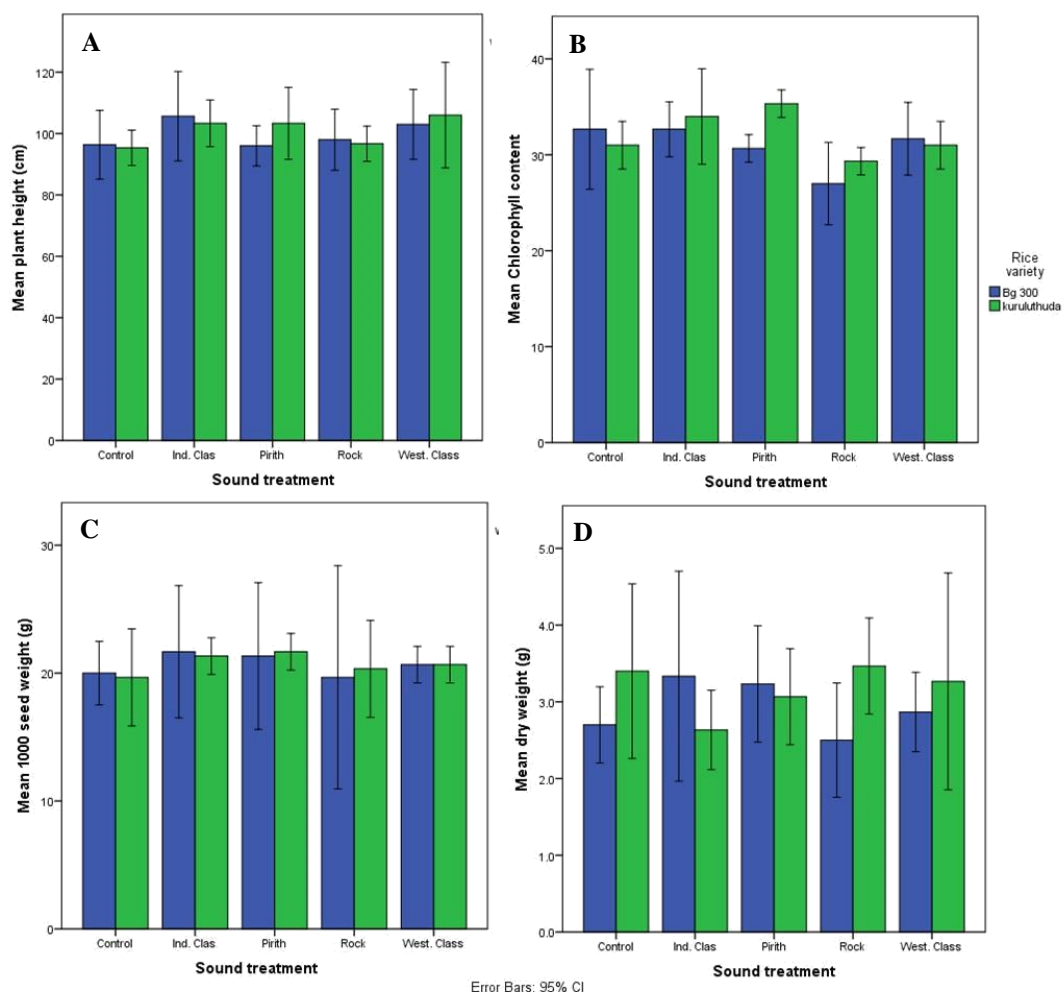 A
Mean plant height (cm)
120
100
80
60
40
20
0
Control
Ind. Clas
Pirith
Rock
West. Class
Sound treatment
B
Mean Chlorophyll content
40
30
20
10
0
Control
Ind. Clas
Pirith
Rock
West. Class
Sound treatment
Rice
variety
Bg 300
kuruluthuda
C
Mean 1000 seed weight (g)
30
20
10
0
Control
Ind. Clas
Pirith
Rock
West. Class
Sound treatment
D
Mean dry weight (g)
5.0
4.0
3.0
2.0
1.0
0.0
Control
Ind. Clas
Pirith
Rock
West. Class
Sound treatment
Error Bars: 95% CI